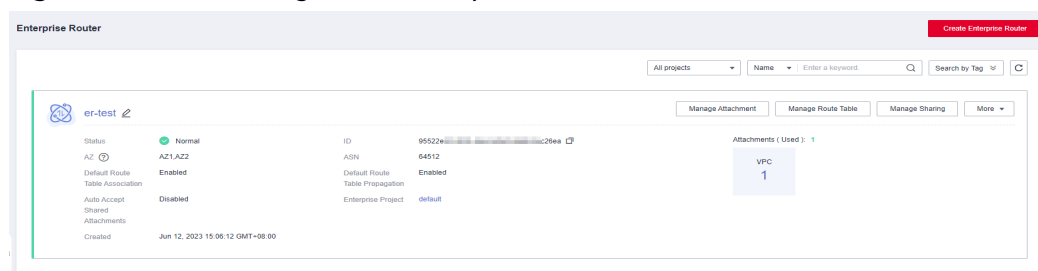 Enterprise Router
Create Enterprise Router
All projects
Name
Enter a keyword.
Search by Tag
er-test
Manage Attachment
Manage Route Table
Manage Sharing
More
Status
Normal
ID
95522e
c26ea
Attachments ( Used ): 1
AZ
AZ1,AZ2
ASN
64512
VPC
1
Default Route
Table Association
Enabled
Default Route
Table Propagation
Enabled
Auto Accept
Shared
Attachments
Disabled
Enterprise Project
default
Created
Jun 12, 2023 15:06:12 GMT+08:00